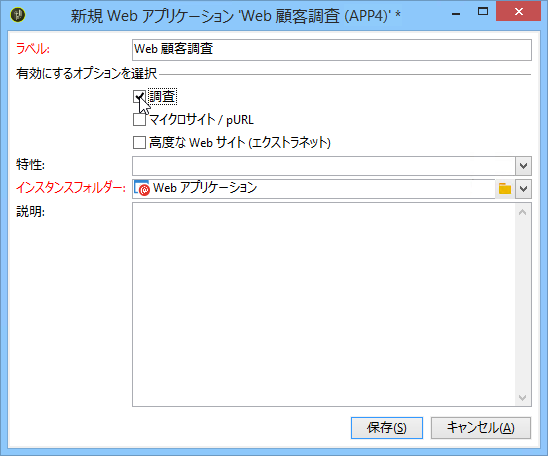 新規 Web アプリケーション 'Web 顧客調査 (APP4)' *
ラベル: Web 顧客調査
有効にするオプションを選択
調査
マイクロサイト / pURL
高度な Web サイト (エクストラネット)
特性:
インスタンスフォルダー: Web アプリケーション
説明:
保存(S) キャンセル(A)